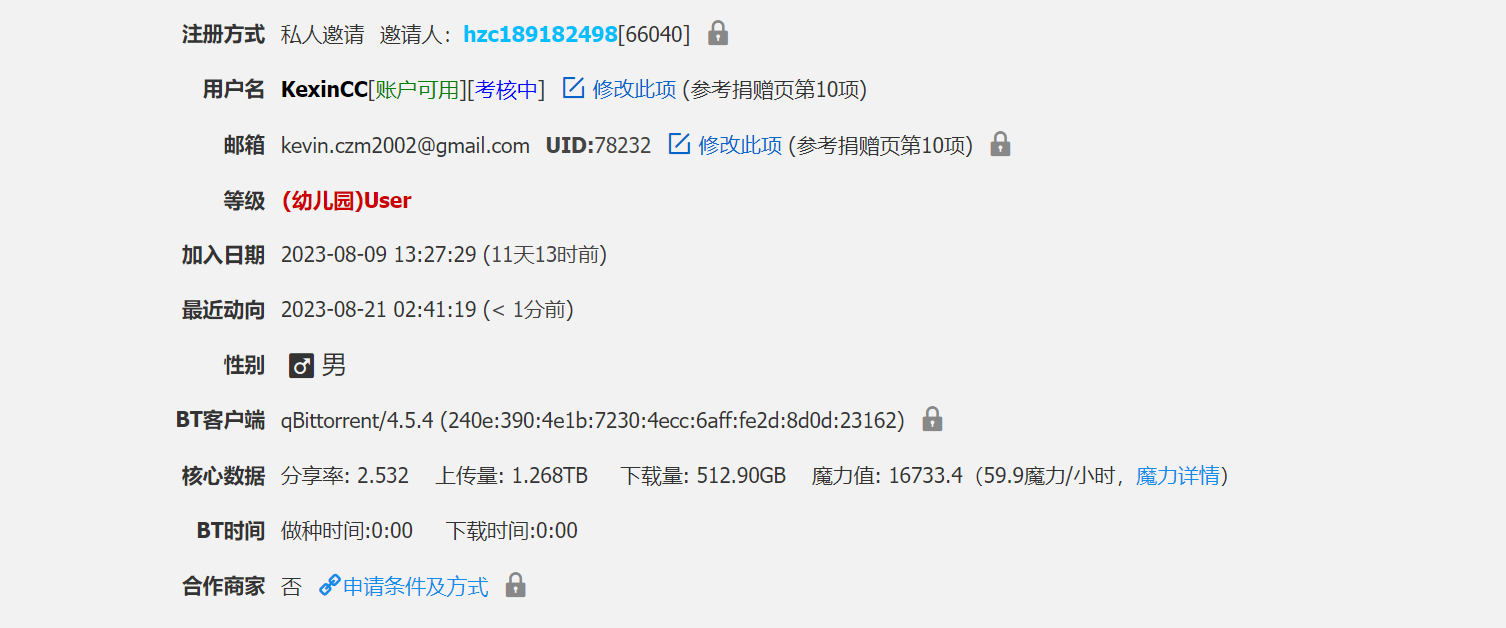 注册方式 私人邀请 邀请人：hzc189182498[66040]
用户名 KexinCC[账户可用][考核中] 修改此项 (参考捐赠页第10项)
邮箱 kevin.czm2002@gmail.com UID:78232 修改此项 (参考捐赠页第10项)
等级 (幼儿园)User
加入日期 2023-08-09 13:27:29 (11天13时前)
最近动向 2023-08-21 02:41:19 (< 1分前)
性别 男
BT客户端 qBittorrent/4.5.4 (240e:390:4e1b:7230:4ecc:6aff:fe2d:8d0d:23162)
核心数据 分享率: 2.532 上传量: 1.268TB 下载量: 512.90GB 魔力值: 16733.4（59.9魔力/小时，魔力详情）
BT时间 做种时间:0:00 下载时间:0:00
合作商家 否 申请条件及方式